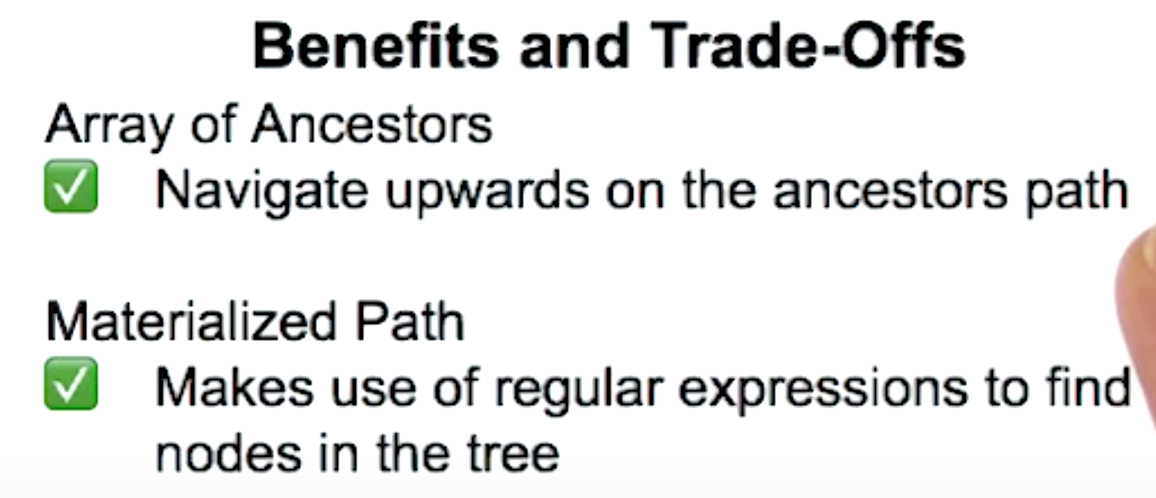 Benefits and Trade-Offs
Array of Ancestors
✅ Navigate upwards on the ancestors path
Materialized Path
✅ Makes use of regular expressions to find
nodes in the tree